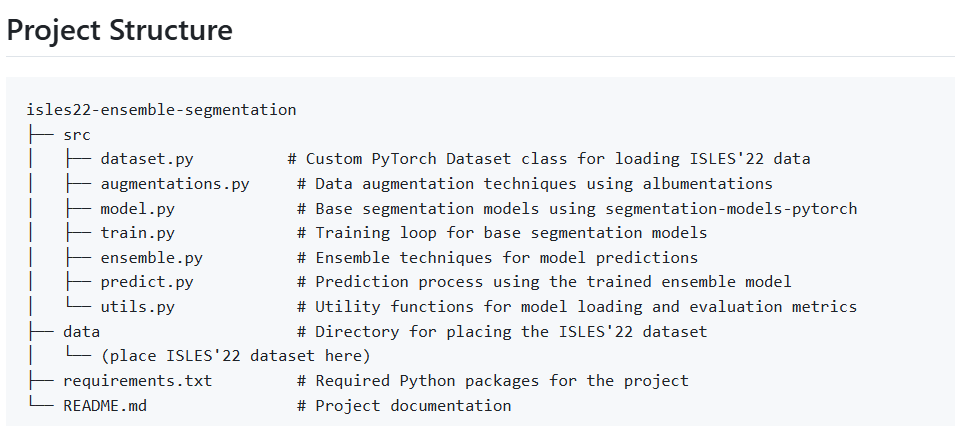 Project Structure
isles22-ensemble-segmentation
├── src
│   ├── dataset.py          # Custom PyTorch Dataset class for loading ISLES'22 data
│   ├── augmentations.py     # Data augmentation techniques using albumentations
│   ├── model.py             # Base segmentation models using segmentation-models-pytorch
│   ├── train.py             # Training loop for base segmentation models
│   ├── ensemble.py          # Ensemble techniques for model predictions
│   ├── predict.py           # Prediction process using the trained ensemble model
│   └── utils.py             # Utility functions for model loading and evaluation metrics
├── data                     # Directory for placing the ISLES'22 dataset
│   └── (place ISLES'22 dataset here)
├── requirements.txt         # Required Python packages for the project
└── README.md                # Project documentation